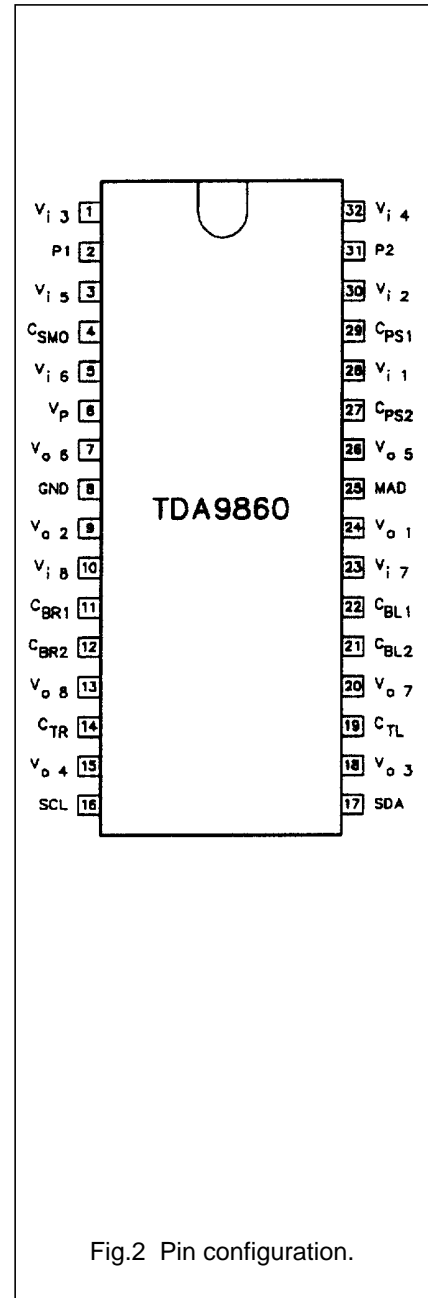 Vi 3 1 32 Vi 4
P1 2 31 P2
Vi 5 3 30 Vi 2
CSMO 4 29 CPS1
Vi 6 5 28 Vi 1
VP 6 27 CPS2
Vo 6 7 26 Vo 5
GND 8 25 MAD
TDA9860
Vo 2 9 24 Vo 1
Vi 8 10 23 Vi 7
CBR1 11 22 CBL1
CBR2 12 21 CBL2
Vo 8 13 20 Vo 7
CTR 14 19 CTL
Vo 4 15 18 Vo 3
SCL 16 17 SDA
Fig.2 Pin configuration.